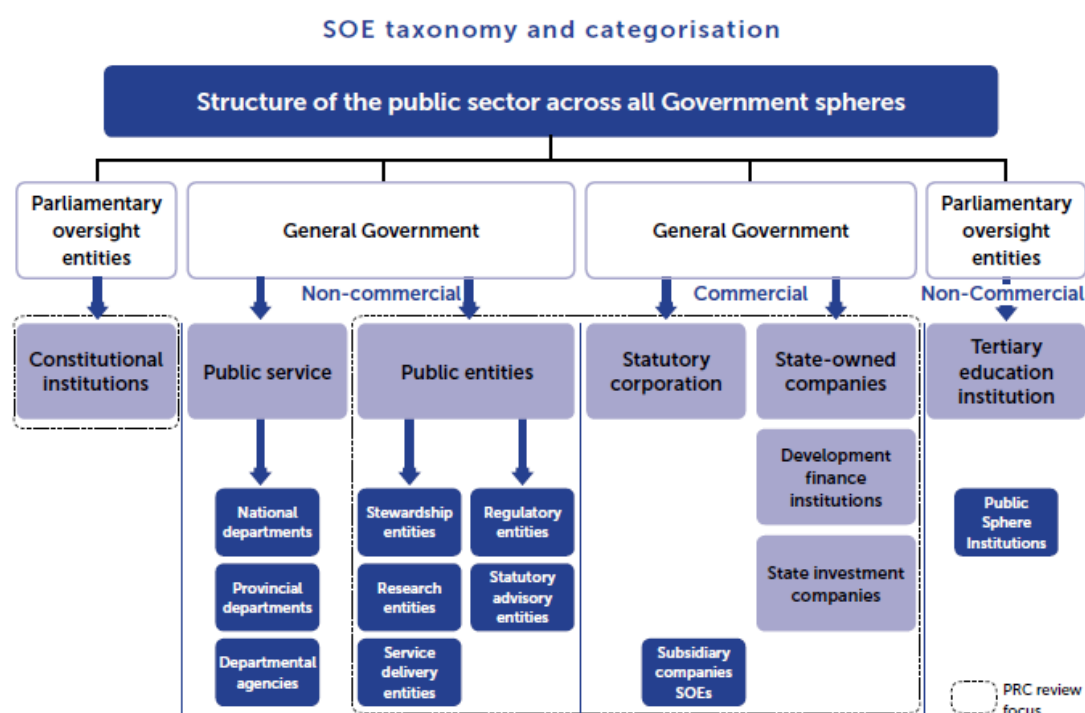 SOE taxonomy and categorisation
Structure of the public sector across all Government spheres
Parliamentary
oversight
entities
General Government
General Government
Parliamentary
oversight
entities
Non-commercial
Commercial
Non-Commercial
Constitutional
institutions
Public service
Public entities
Statutory
corporation
State-owned
companies
Tertiary
education
institution
Development
finance
institutions
National
departments
Stewardship
entities
Regulatory
entities
Public
Sphere
Institutions
State investment
companies
Provincial
departments
Research
entities
Statutory
advisory
entities
Departmental
agencies
Service
delivery
entities
Subsidiary
companies
SOEs
PRC review
focus